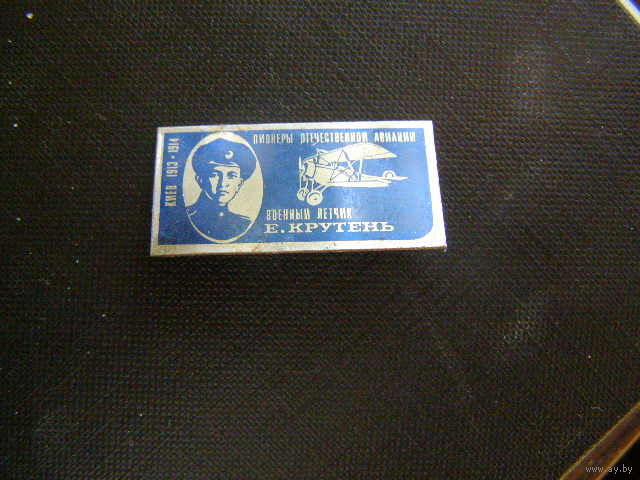 КИЕВ 1913-1914
ПИОНЕРЫ ОТЕЧЕСТВЕННОЙ АВИАЦИИ
ВОЕННЫЙ ЛЕТЧИК
Е. КРУТЕНЬ
www.ay.by